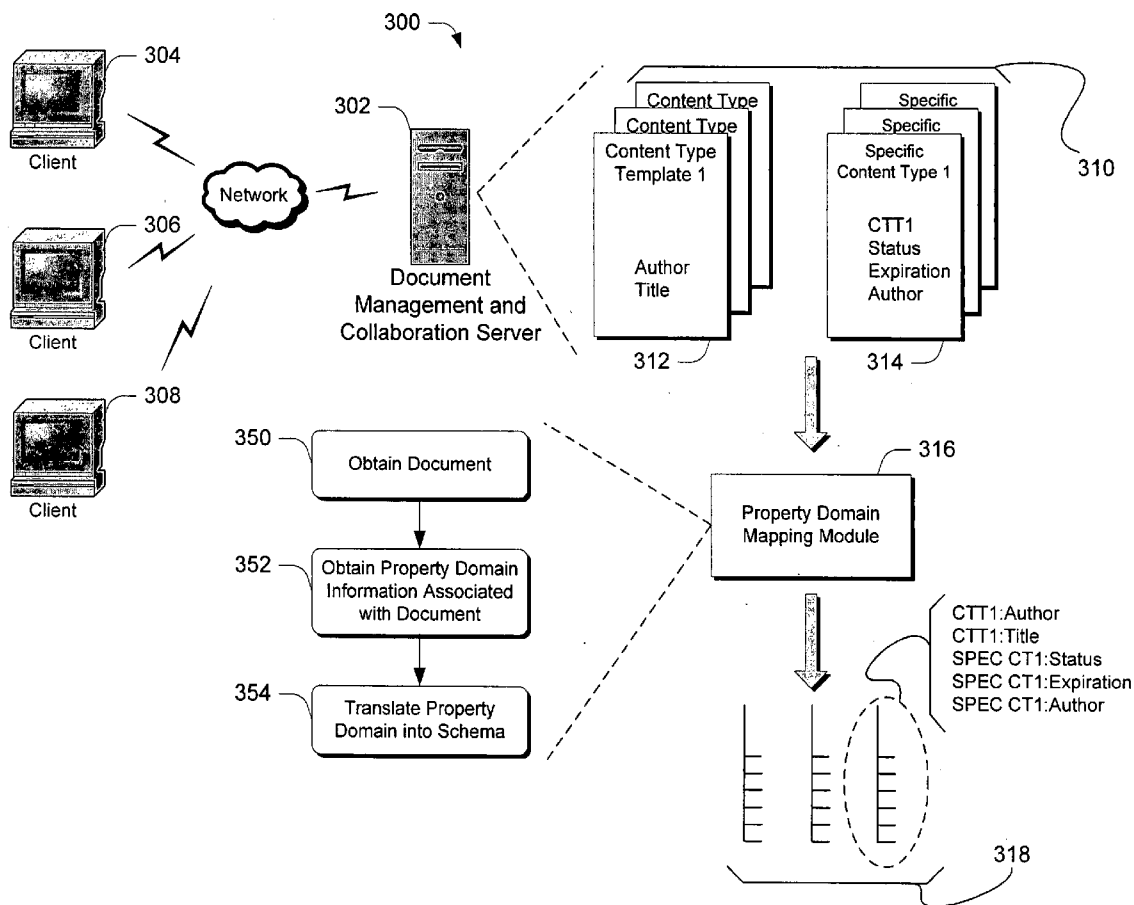 300
304
Client
306
Client
308
Client
Network
302
Document
Management and
Collaboration Server
310
Content Type
Content Type
Content Type
Template 1
Author
Title
312
Specific
Specific
Specific
Content Type 1
CTT1
Status
Expiration
Author
314
316
Property Domain
Mapping Module
350
Obtain Document
352
Obtain Property Domain
Information Associated
with Document
354
Translate Property
Domain into Schema
CTT1:Author
CTT1:Title
SPEC CT1:Status
SPEC CT1:Expiration
SPEC CT1:Author
318